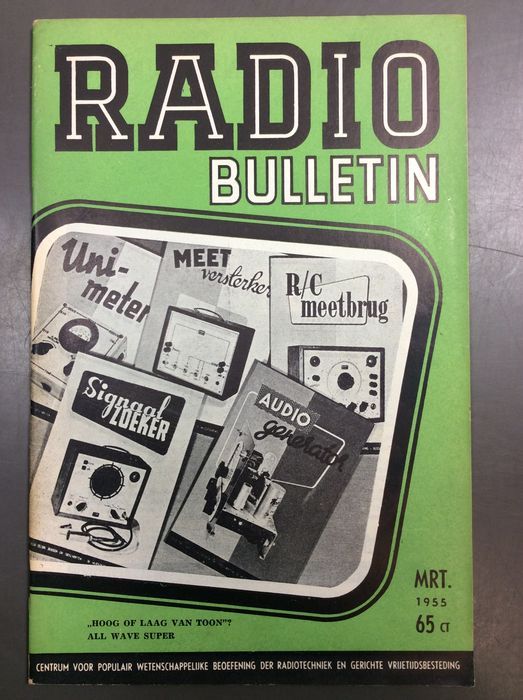 RADIO
BULLETIN
Uni-
meter
MEET
versterker
R/C
meetbrug
Signaal
ZOEKER
AUDIO
generator
MRT.
1955
65 CT
„HOOG OF LAAG VAN TOON"?
ALL WAVE SUPER
CENTRUM VOOR POPULAIR WETENSCHAPPELIJKE BEOEFENING DER RADIOTECHNIEK EN GERICHTE VRIJETIJDSBESTEDING